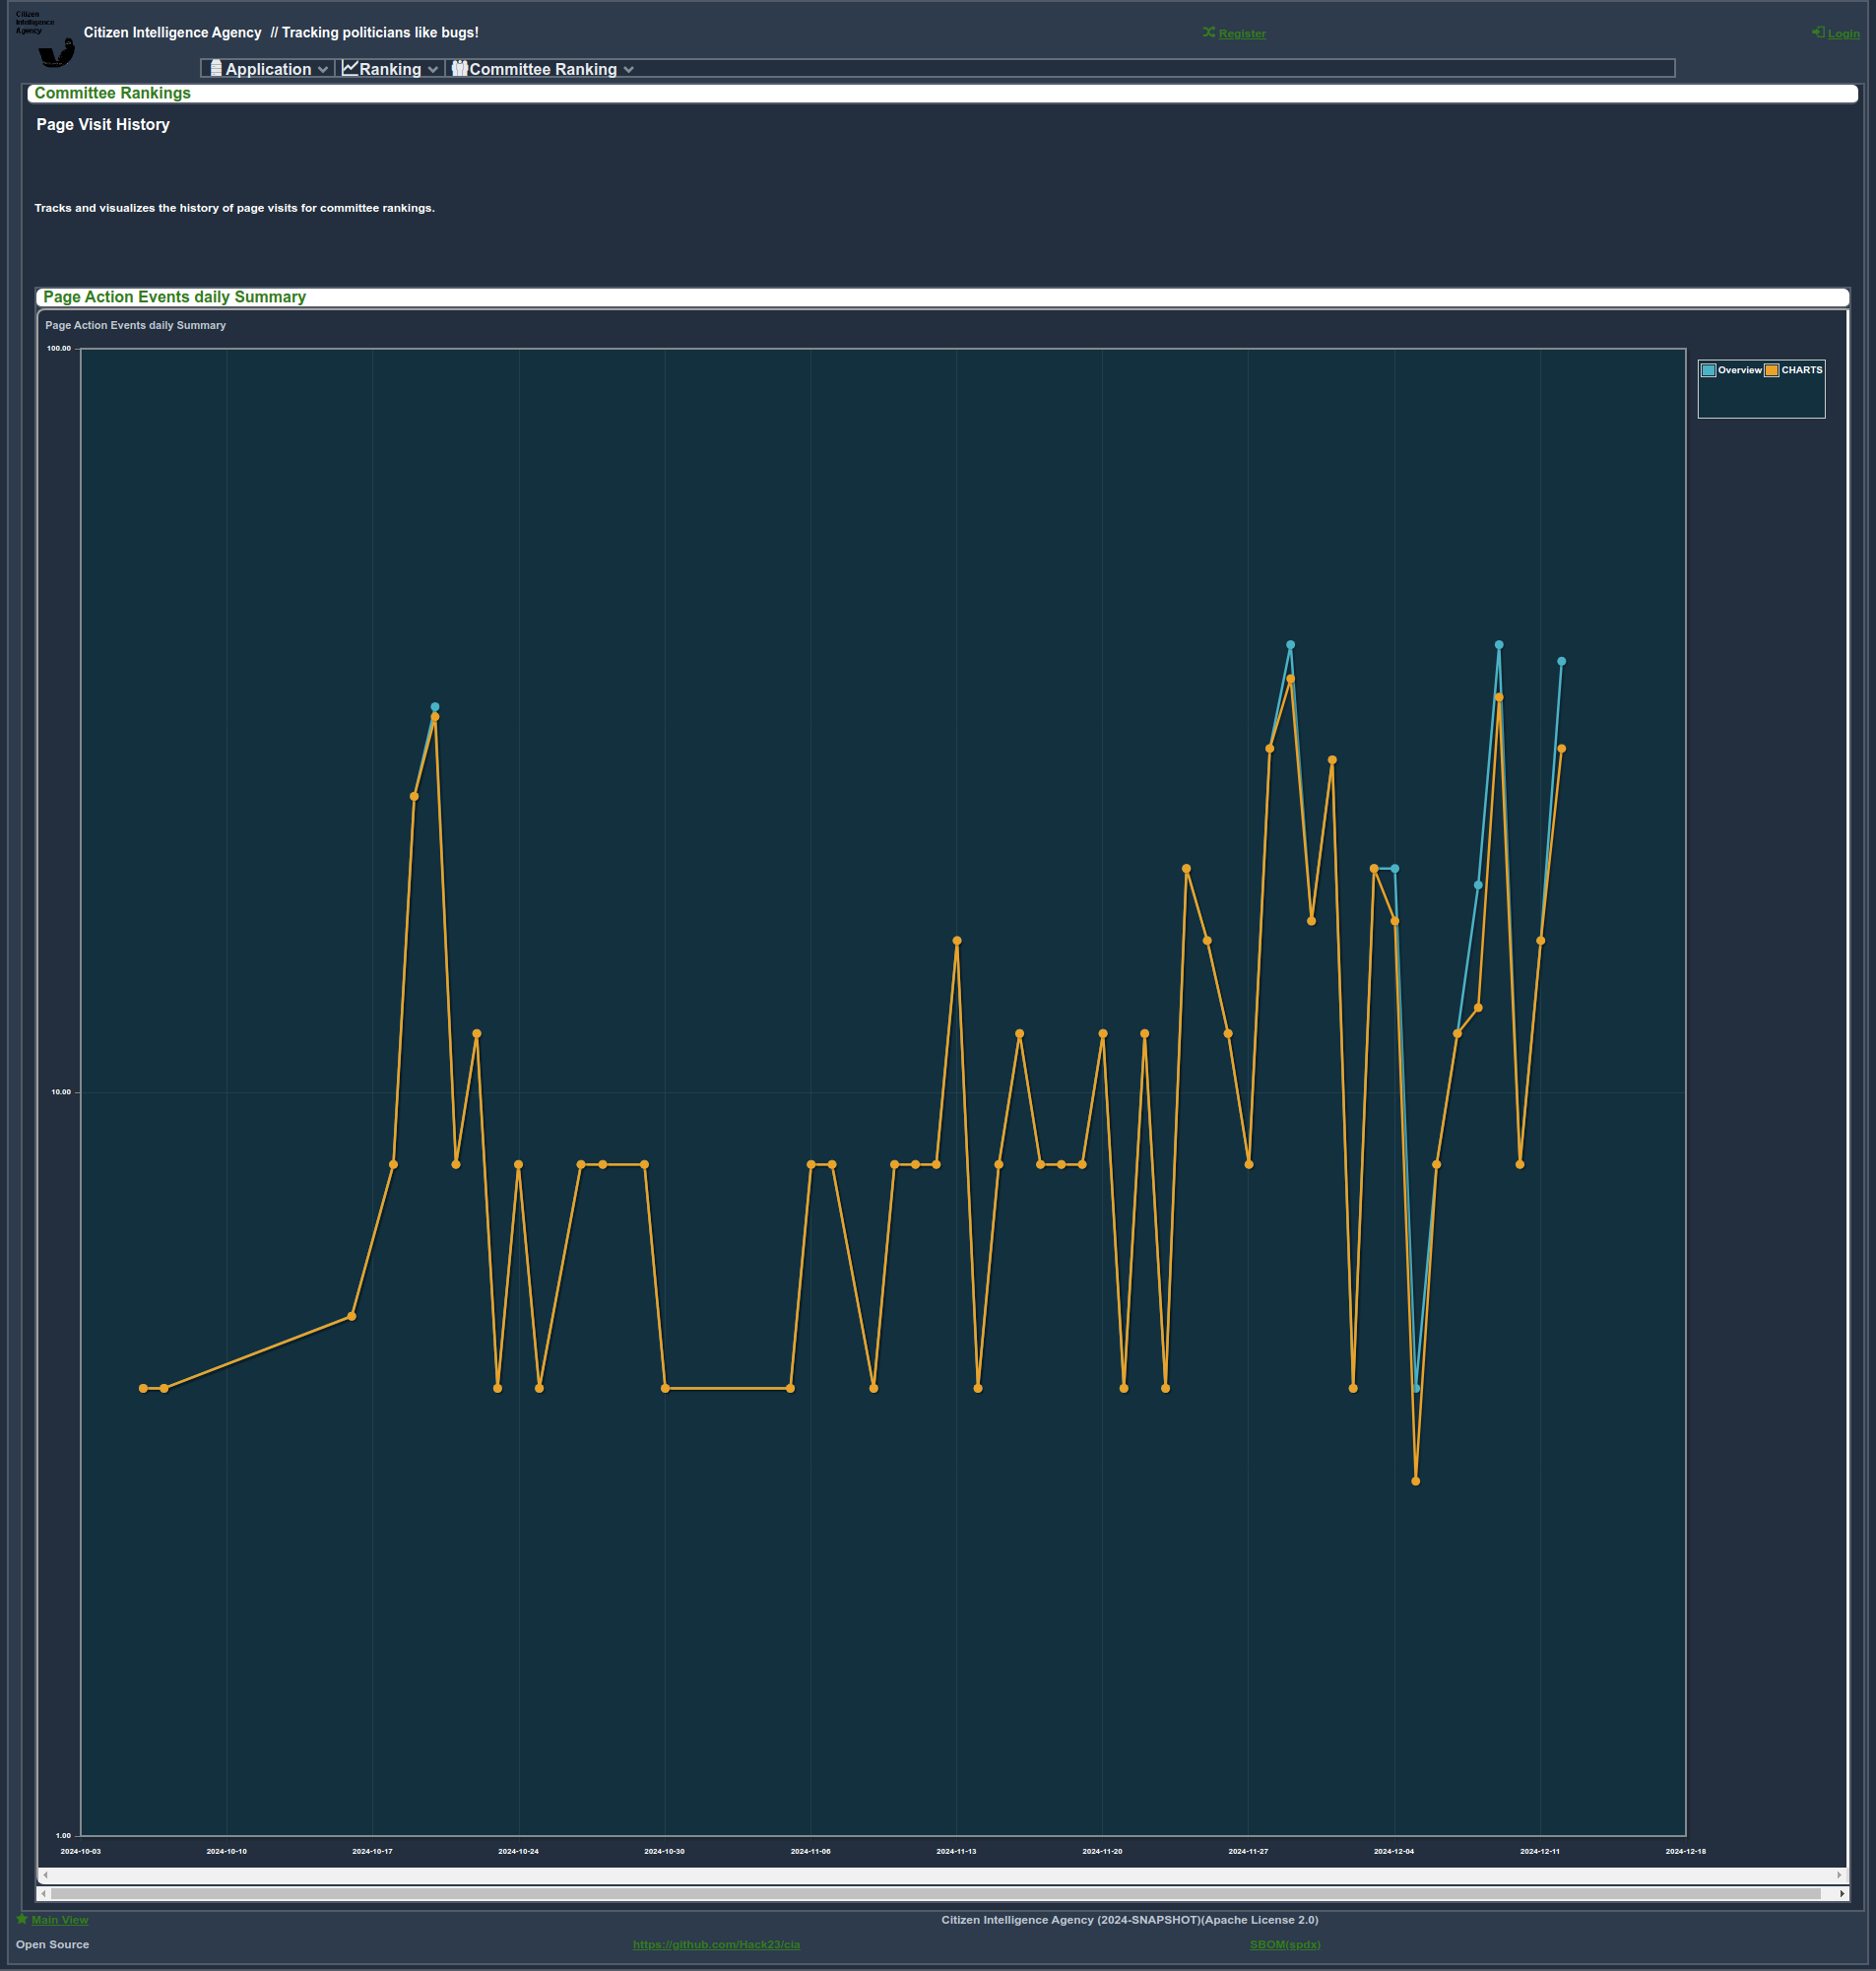 Citizen
Intelligence
Agency
Citizen Intelligence Agency // Tracking politicians like bugs!
Register
Login
Application
Ranking
Committee Ranking
Committee Rankings
Page Visit History
Tracks and visualizes the history of page visits for committee rankings.
Page Action Events daily Summary
Page Action Events daily Summary
100.00
Overview CHARTS
10.00
1.00
2024-10-03 2024-10-10 2024-10-17 2024-10-24 2024-10-30 2024-11-06 2024-11-13 2024-11-20 2024-11-27 2024-12-04 2024-12-11 2024-12-18
Main View
Citizen Intelligence Agency (2024-SNAPSHOT)(Apache License 2.0)
Open Source
https://github.com/Hack23/cia
SBOM(spdx)